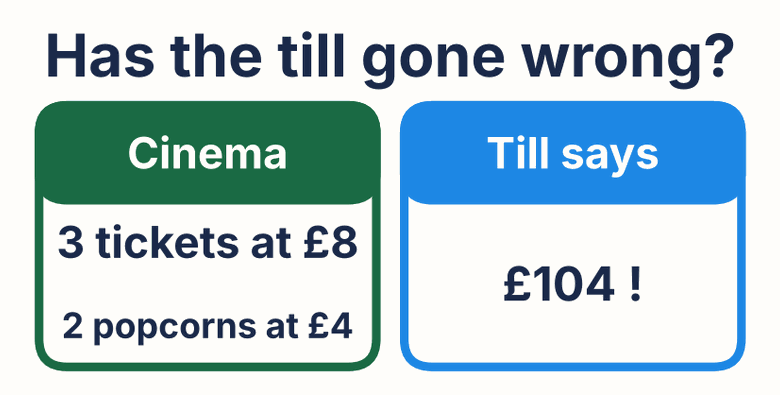 Has the till gone wrong?
Cinema
3 tickets at £8
2 popcorns at £4
Till says
£104 !